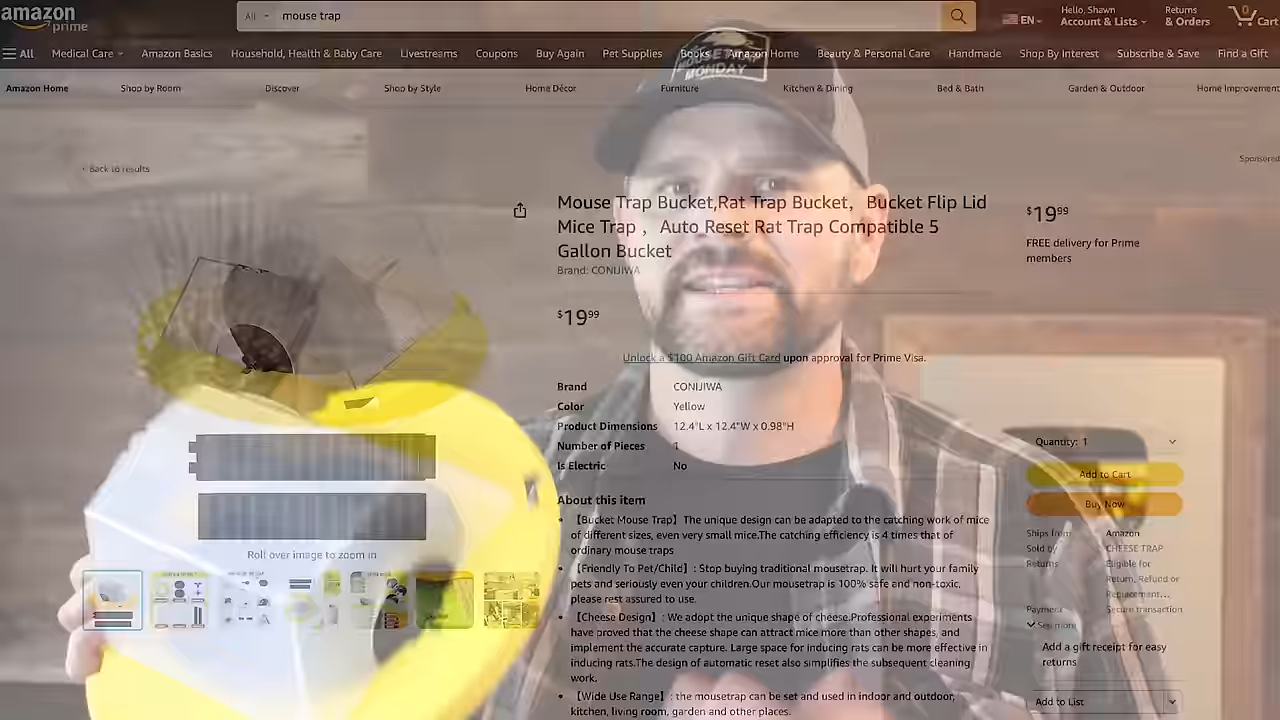 amazon
prime
All
mouse trap
EN
Hello, Shawn
Account & Lists
Returns
& Orders
0
Cart
All
Medical Care
Amazon Basics
Household, Health & Baby Care
Livestreams
Coupons
Buy Again
Pet Supplies
Books
Amazon Home
Beauty & Personal Care
Handmade
Shop By Interest
Subscribe & Save
Find a Gift
MOUSETRAP
MONDAY
Amazon Home
Shop by Room
Discover
Shop by Style
Home Décor
Furniture
Kitchen & Dining
Bed & Bath
Garden & Outdoor
Home Improvement
‹ Back to results
Sponsored
Mouse Trap Bucket,Rat Trap Bucket，Bucket Flip Lid
Mice Trap ，Auto Reset Rat Trap Compatible 5
Gallon Bucket
Brand: CONIJIWA
$19 99
$19 99
FREE delivery for Prime
members
Unlock a $100 Amazon Gift Card upon approval for Prime Visa.
Brand CONIJIWA
Color Yellow
Product Dimensions 12.4"L x 12.4"W x 0.98"H
Number of Pieces 1
Is Electric No
About this item
• 【Bucket Mouse Trap】The unique design can be adapted to the catching work of mice
of different sizes, even very small mice.The catching efficiency is 4 times that of
ordinary mouse traps
• 【Friendly To Pet/Child】: Stop buying traditional mousetrap. It will hurt your family
pets and seriously even your children.Our mousetrap is 100% safe and non-toxic,
please rest assured to use.
• 【Cheese Design】: We adopt the unique shape of cheese.Professional experiments
have proved that the cheese shape can attract mice more than other shapes, and
implement the accurate capture. Large space for inducing rats can be more effective in
inducing rats.The design of automatic reset also simplifies the subsequent cleaning
work.
• 【Wide Use Range】: the mousetrap can be set and used in indoor and outdoor,
kitchen, living room, garden and other places.
Roll over image to zoom in
Quantity: 1
Add to Cart
Buy Now
Ships from Amazon
Sold by CHEESE TRAP
Returns Eligible for
Return, Refund or
Replacement...
Payment Secure transaction
See more
Add a gift receipt for easy
returns
Add to List